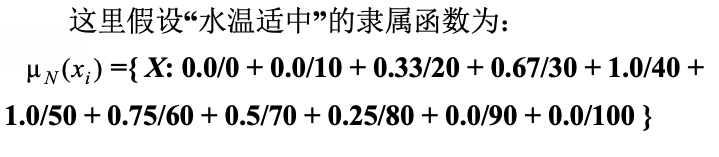 这里假设“水温适中”的隶属函数为：
μ_N(x_i) ={ X: 0.0/0 + 0.0/10 + 0.33/20 + 0.67/30 + 1.0/40 +
1.0/50 + 0.75/60 + 0.5/70 + 0.25/80 + 0.0/90 + 0.0/100 }